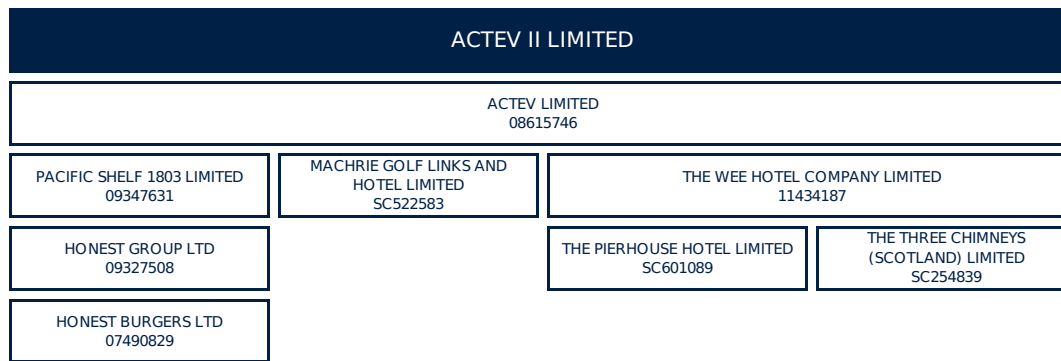 ACTEV II LIMITED
ACTEV LIMITED
08615746
PACIFIC SHELF 1803 LIMITED
09347631
MACHRIE GOLF LINKS AND
HOTEL LIMITED
SC522583
THE WEE HOTEL COMPANY LIMITED
11434187
HONEST GROUP LTD
09327508
THE PIERHOUSE HOTEL LIMITED
SC601089
THE THREE CHIMNEYS
(SCOTLAND) LIMITED
SC254839
HONEST BURGERS LTD
07490829